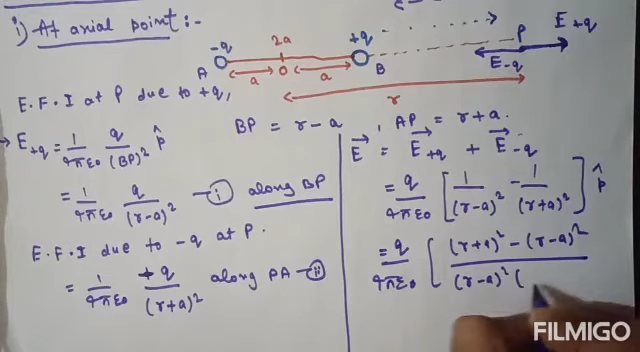 i) At axial point :-
-q 2a +q P E+q
A a O a B E-q
r
E.F.I at P due to +q,
BP = r-a , AP = r+a.
→ E+q = 1/4πε0 q/(BP)² p̂
= 1/4πε0 q/(r-a)² —(i) along BP
E.F.I due to -q at P.
= 1/4πε0 q/(r+a)² along PA —(ii)
E⃗ = E⃗+q + E⃗-q
= q/4πε0 [ 1/(r-a)² - 1/(r+a)² ] p̂
= q/4πε0 [ (r+a)² - (r-a)² / (r-a)² (
FILMIGO